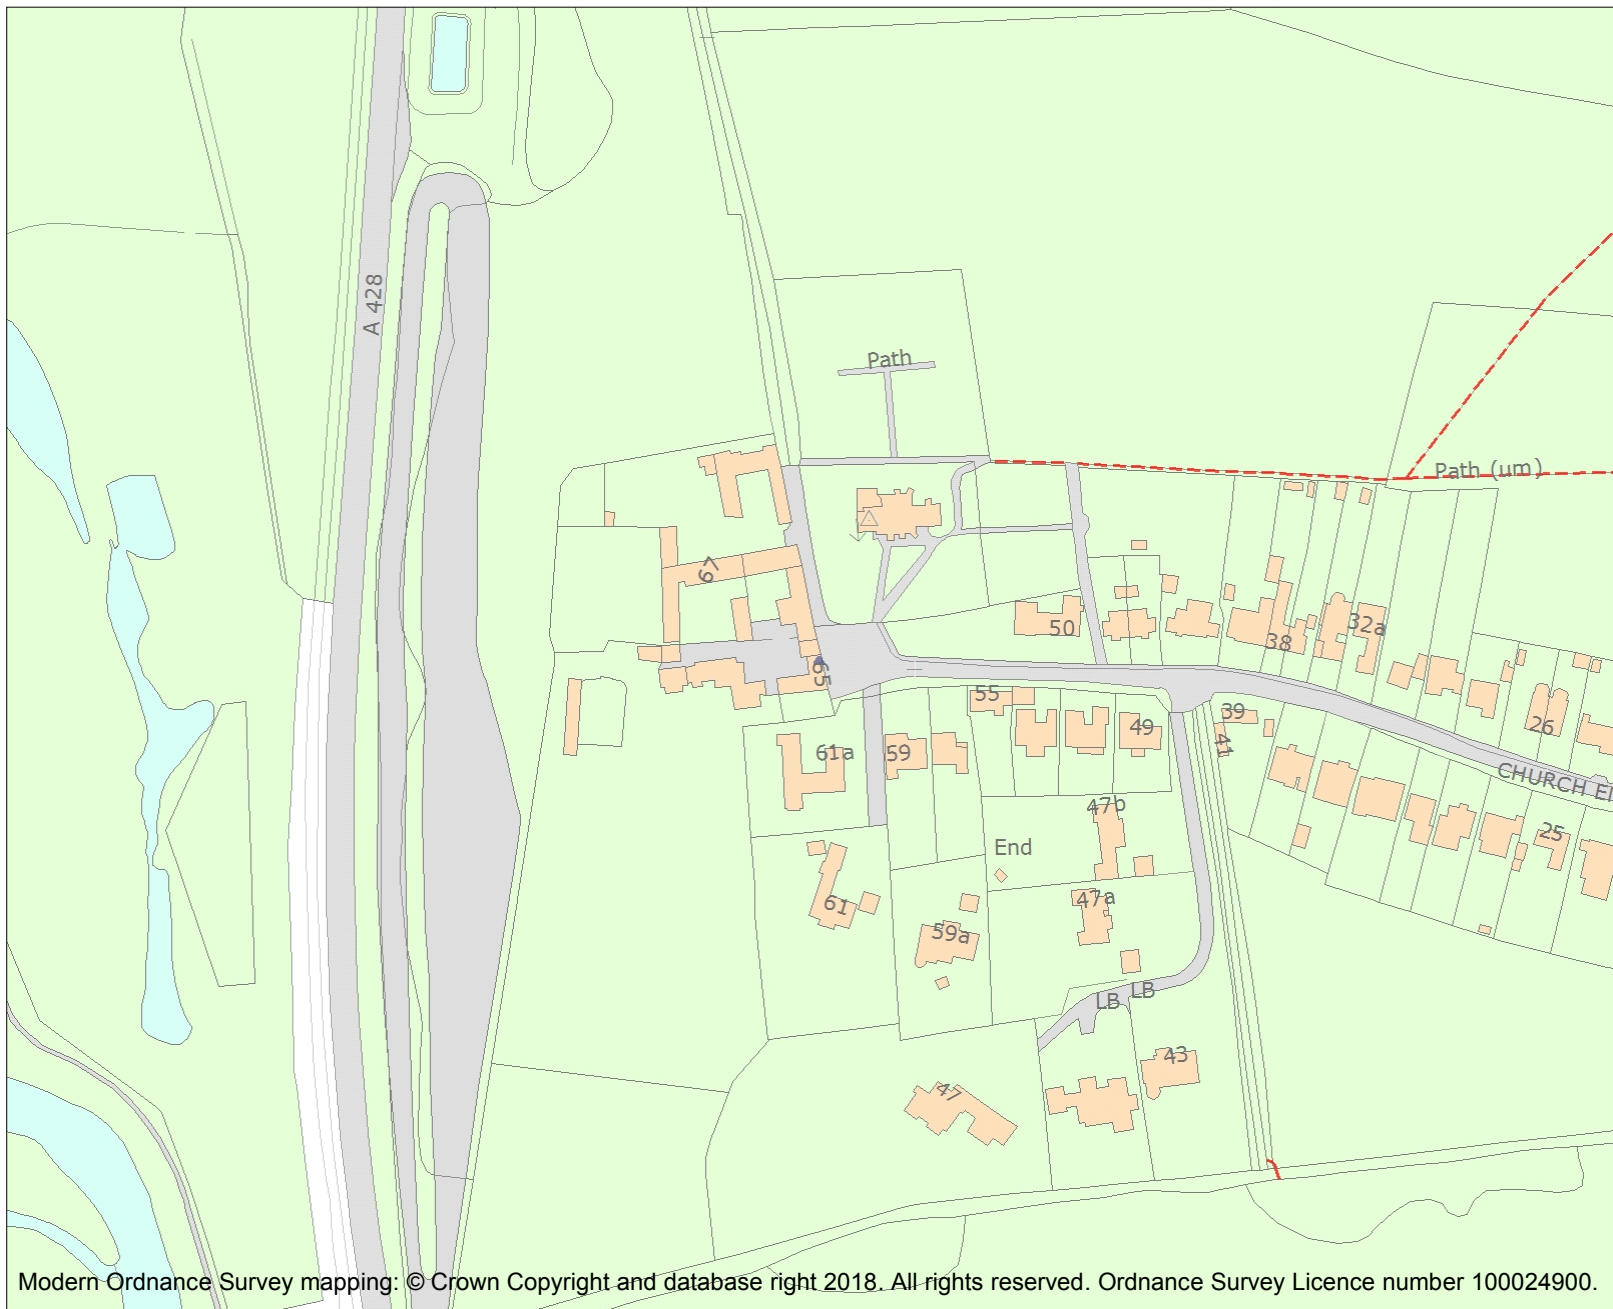 A 428
Path
Path (um)
67
50
38
32a
65
55
39
49
41
26
61a
59
CHURCH E
47b
25
End
47a
61
59a
LB LB
43
47
Modern Ordnance Survey mapping: © Crown Copyright and database right 2018. All rights reserved. Ordnance Survey Licence number 100024900.